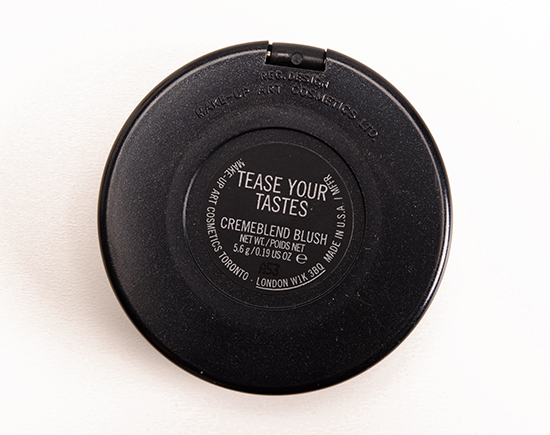 REG. DESIGN
MAKE-UP ART COSMETICS LTD.
TEASE YOUR
TASTES
CREMEBLEND BLUSH
NET WT./POIDS NET
5.6 g / 0.19 US OZ ℮
MAKE-UP ART COSMETICS TORONTO · LONDON W1K 3BQ MADE IN U.S.A. / MFFR